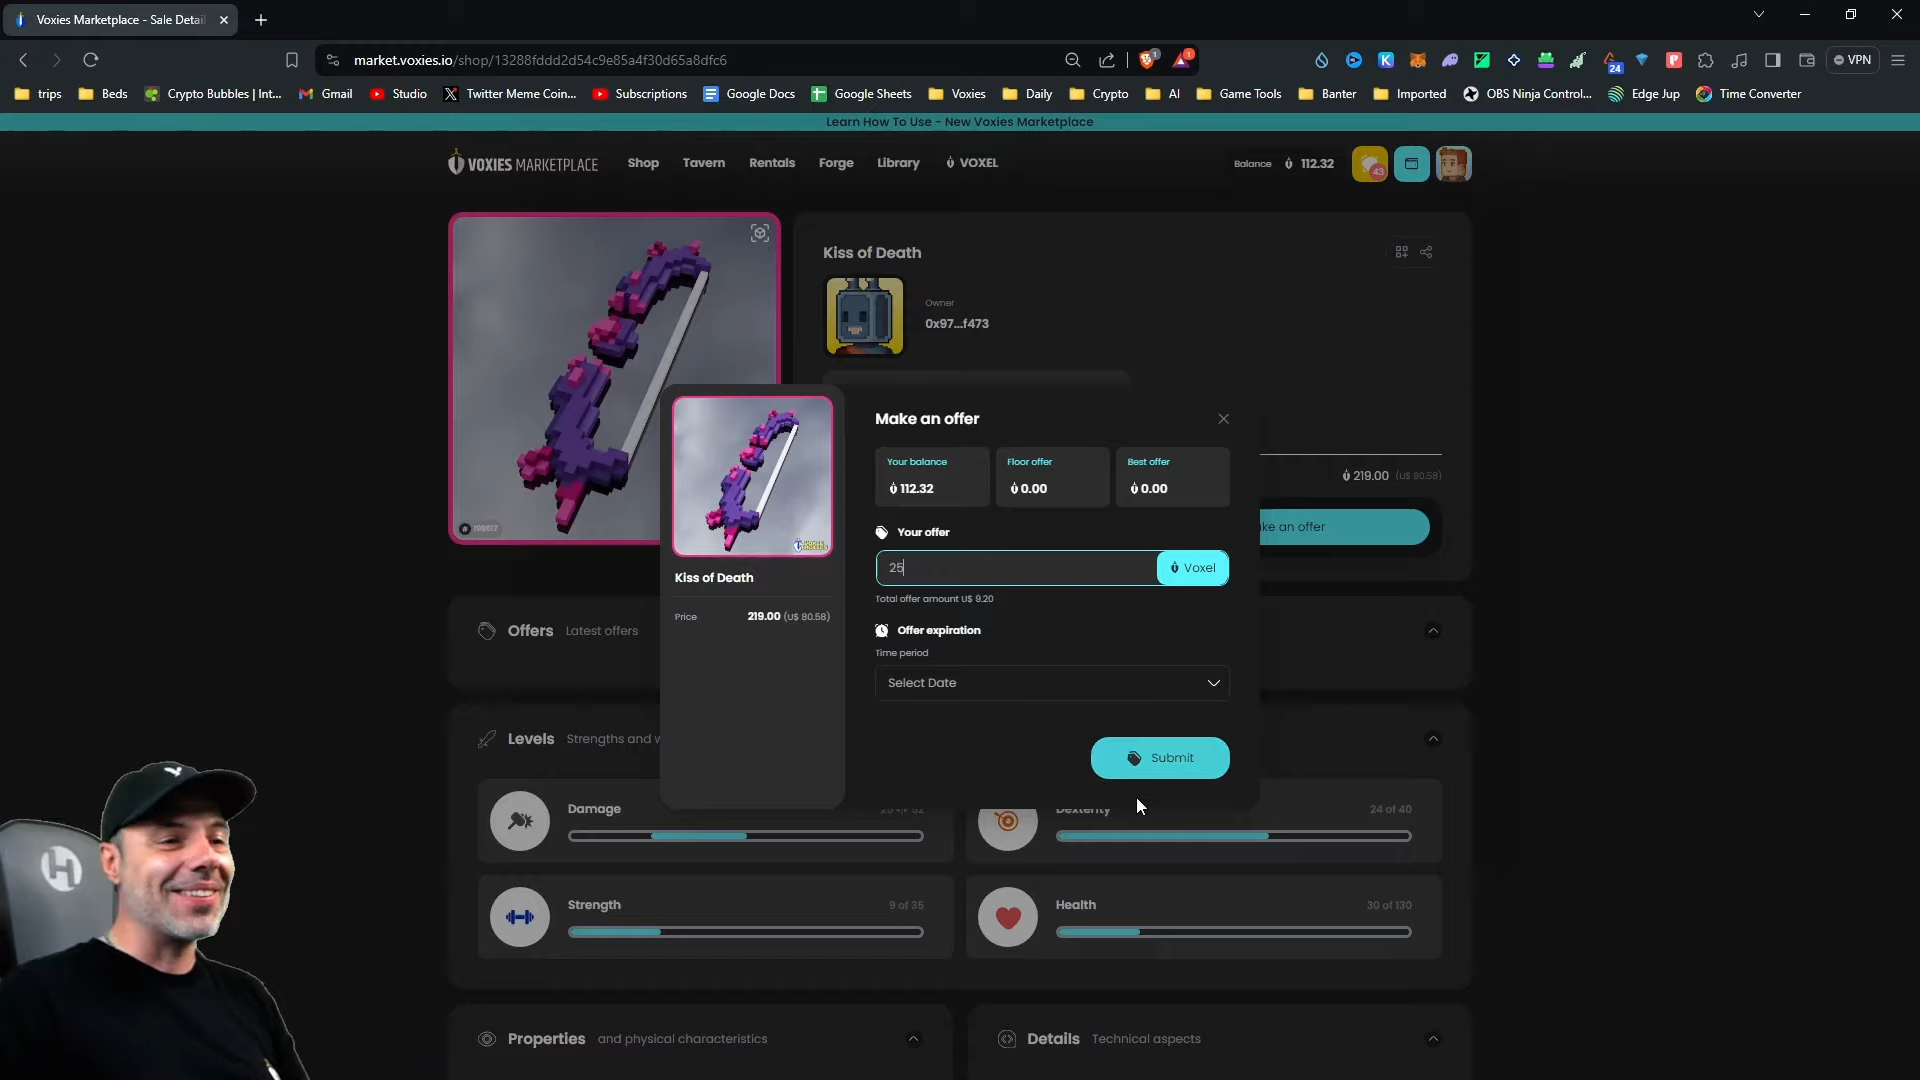 Voxies Marketplace - Sale Detail
market.voxies.io/shop/13288fddd2d54c9e85a4f30d65a8dfc6
1
1
24
VPN
trips
Beds
Crypto Bubbles | Int...
Gmail
Studio
Twitter Meme Coin...
Subscriptions
Google Docs
Google Sheets
Voxies
Daily
Crypto
AI
Game Tools
Banter
Imported
OBS Ninja Control...
Edge Jup
Time Converter
Learn How To Use - New Voxies Marketplace
VOXIES MARKETPLACE
Shop
Tavern
Rentals
Forge
Library
VOXEL
Balance
112.32
43
Kiss of Death
Owner
0x97...f473
# 198617
219.00 (US 80.58)
ke an offer
Make an offer
Your balance
112.32
Floor offer
0.00
Best offer
0.00
Your offer
25
Voxel
Total offer amount U$ 9.20
Offer expiration
Time period
Select Date
Submit
Kiss of Death
Price
219.00 (U$ 80.58)
Offers
Latest offers
Levels
Strengths and w
Damage
Dexterity
24 of 40
Strength
9 of 35
Health
30 of 130
Properties
and physical characteristics
Details
Technical aspects